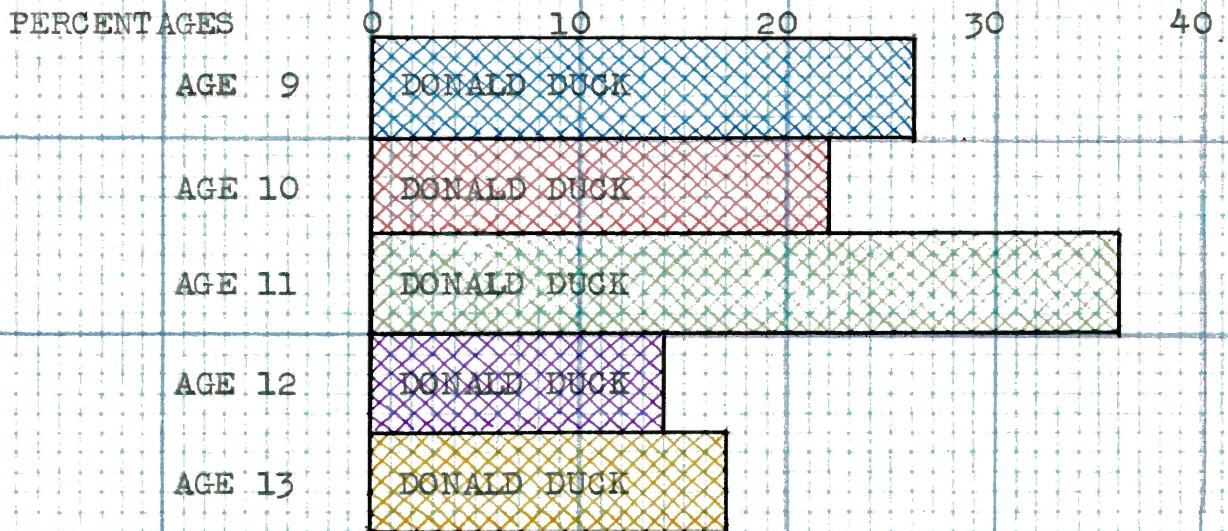 PERCENTAGES 0 10 20 30 40
AGE 9 DONALD DUCK
AGE 10 DONALD DUCK
AGE 11 DONALD DUCK
AGE 12 DONALD DUCK
AGE 13 DONALD DUCK